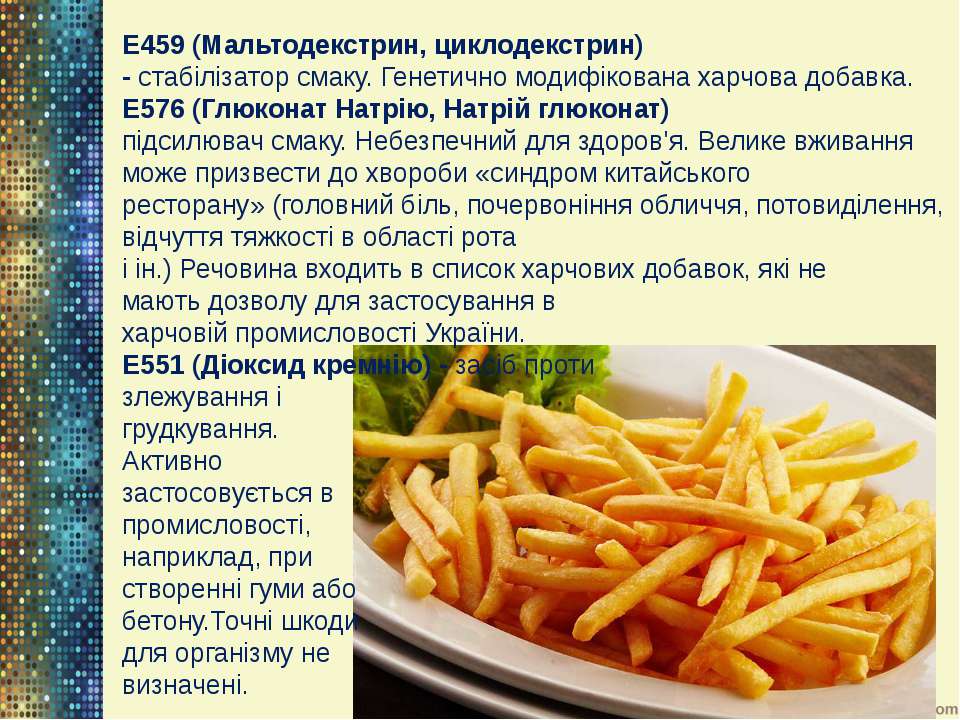 Е459 (Мальтодекстрин, циклодекстрин)
- стабілізатор смаку. Генетично модифікована харчова добавка.
Е576 (Глюконат Натрію, Натрій глюконат)
підсилювач смаку. Небезпечний для здоров'я. Велике вживання
може призвести до хвороби «синдром китайського
ресторану» (головний біль, почервоніння обличчя, потовиділення,
відчуття тяжкості в області рота
і ін.) Речовина входить в список харчових добавок, які не
мають дозволу для застосування в
харчовій промисловості України.
Е551 (Діоксид кремнію) - засіб проти
злежування і
грудкування.
Активно
застосовується в
промисловості,
наприклад, при
створенні гуми або
бетону.Точні шкоди
для організму не
визначені.
om